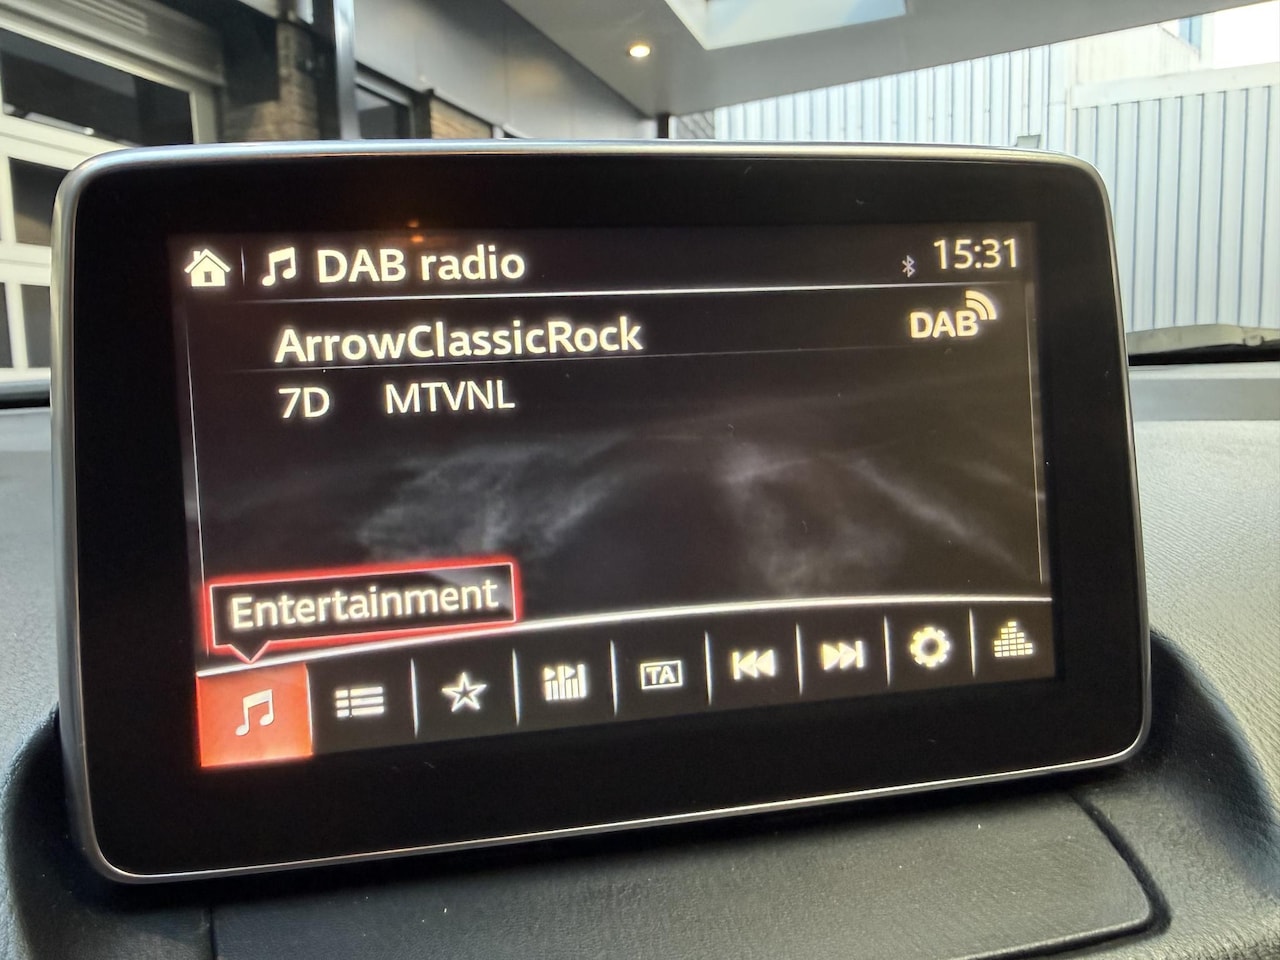 DAB radio 15:31
ArrowClassicRock DAB
7D MTVNL
Entertainment
TA